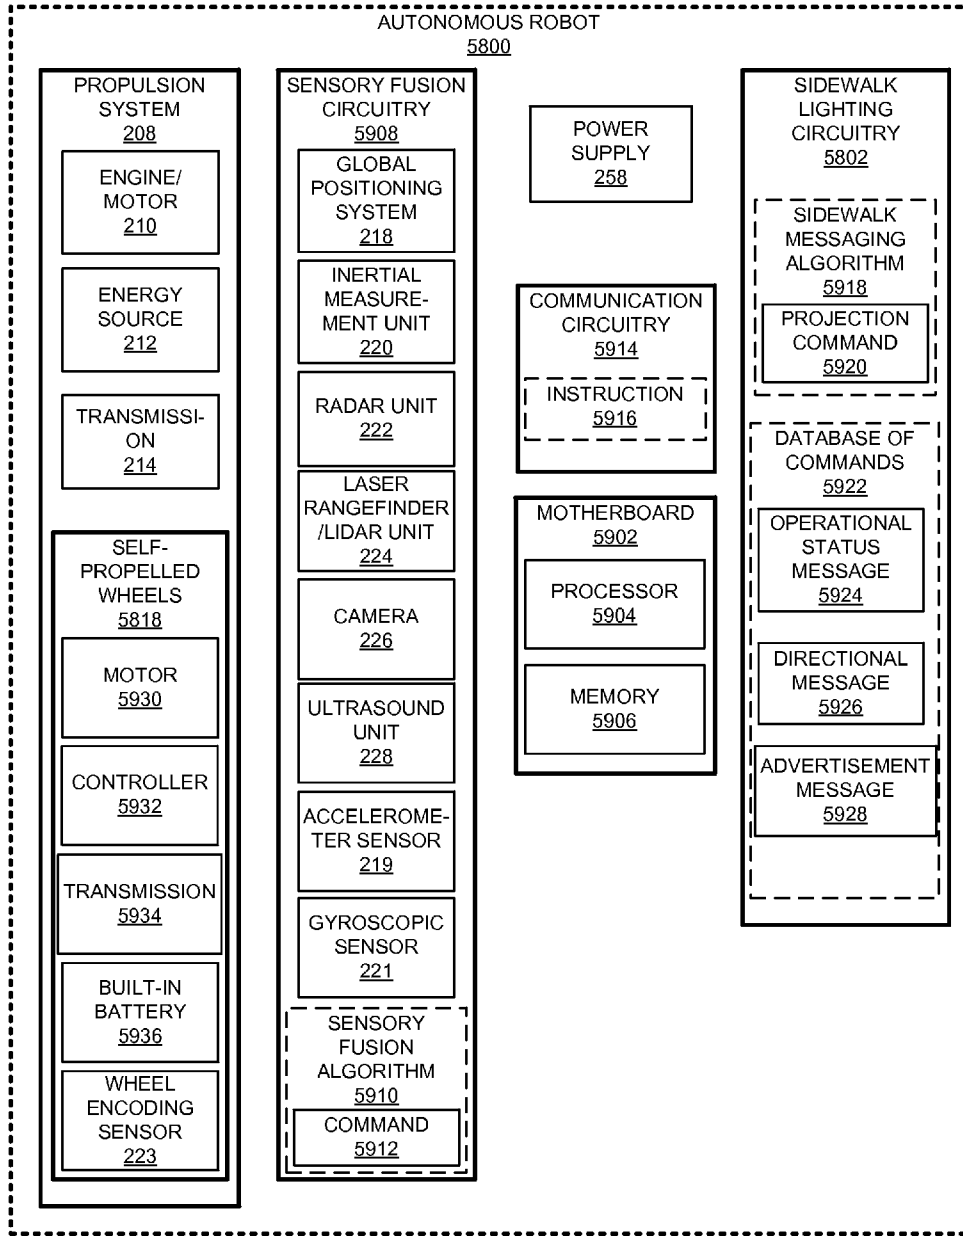 AUTONOMOUS ROBOT
5800
PROPULSION
SYSTEM
208
ENGINE/
MOTOR
210
ENERGY
SOURCE
212
TRANSMISSI-
ON
214
SELF-
PROPELLED
WHEELS
5818
MOTOR
5930
CONTROLLER
5932
TRANSMISSION
5934
BUILT-IN
BATTERY
5936
WHEEL
ENCODING
SENSOR
223
SENSORY FUSION
CIRCUITRY
5908
GLOBAL
POSITIONING
SYSTEM
218
INERTIAL
MEASURE-
MENT UNIT
220
RADAR UNIT
222
LASER
RANGEFINDER
/LIDAR UNIT
224
CAMERA
226
ULTRASOUND
UNIT
228
ACCELEROME-
TER SENSOR
219
GYROSCOPIC
SENSOR
221
SENSORY
FUSION
ALGORITHM
5910
COMMAND
5912
POWER
SUPPLY
258
COMMUNICATION
CIRCUITRY
5914
INSTRUCTION
5916
MOTHERBOARD
5902
PROCESSOR
5904
MEMORY
5906
SIDEWALK
LIGHTING
CIRCUITRY
5802
SIDEWALK
MESSAGING
ALGORITHM
5918
PROJECTION
COMMAND
5920
DATABASE OF
COMMANDS
5922
OPERATIONAL
STATUS
MESSAGE
5924
DIRECTIONAL
MESSAGE
5926
ADVERTISEMENT
MESSAGE
5928